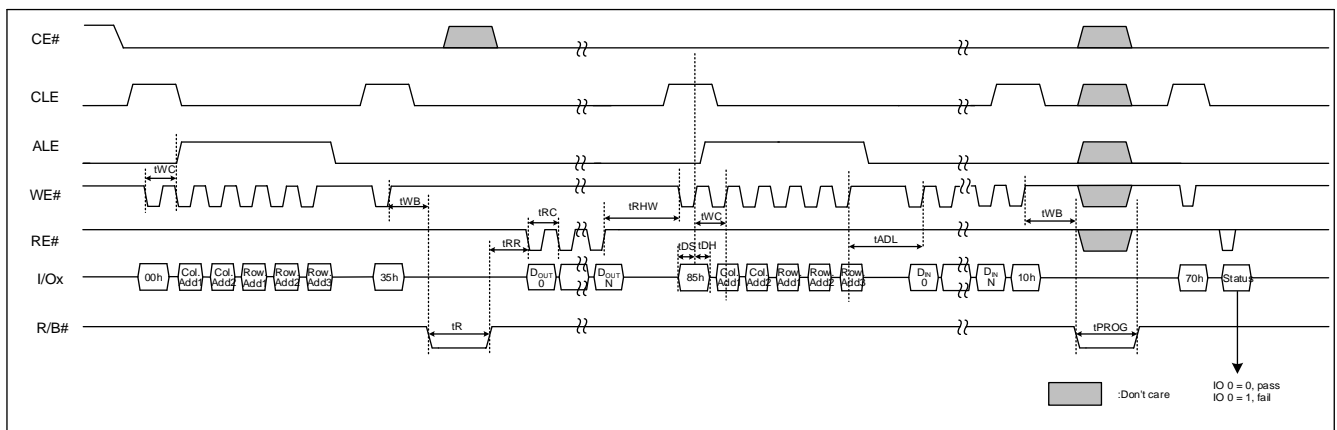 CE#
CLE
ALE
tWC
WE#
tWB
tRC
tRHW
tWC
tWB
RE#
tRR
tDS
tDH
tADL
I/Ox
00h
Col. Add1
Col. Add2
Row. Add1
Row. Add2
Row. Add3
35h
DOUT 0
DOUT N
85h
Col. Add1
Col. Add2
Row. Add1
Row. Add2
Row. Add3
DIN 0
DIN N
10h
70h
Status
R/B#
tR
tPROG
:Don't care
IO 0 = 0, pass
IO 0 = 1, fail